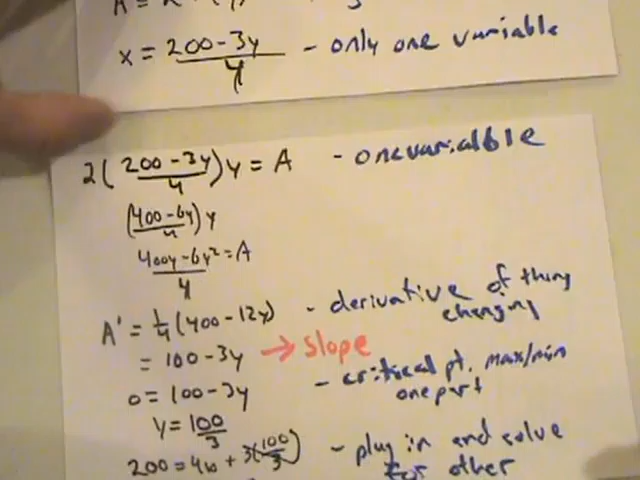 x = 200-3y / 4 - only one variable
2(200-3y / 4)y = A - onevarialble
(400-6y / 4)y
400y-6y² / 4 = A
A' = 1/4(400-12y) - derivative of thing changing
= 100-3y → slope
0 = 100-3y - critical pt. max/min one part
y = 100/3
200 = 4x + 3(100/3) - plug in and solve for other